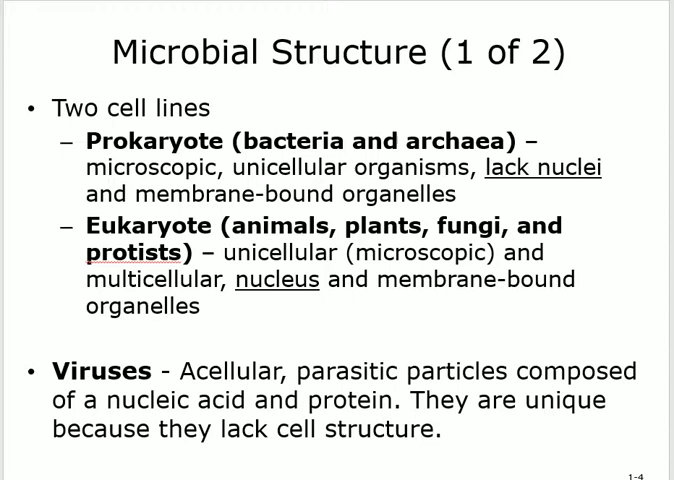 Microbial Structure (1 of 2)
• Two cell lines
– Prokaryote (bacteria and archaea) –
microscopic, unicellular organisms, lack nuclei
and membrane-bound organelles
– Eukaryote (animals, plants, fungi, and
protists) – unicellular (microscopic) and
multicellular, nucleus and membrane-bound
organelles
• Viruses - Acellular, parasitic particles composed
of a nucleic acid and protein. They are unique
because they lack cell structure.
1-4